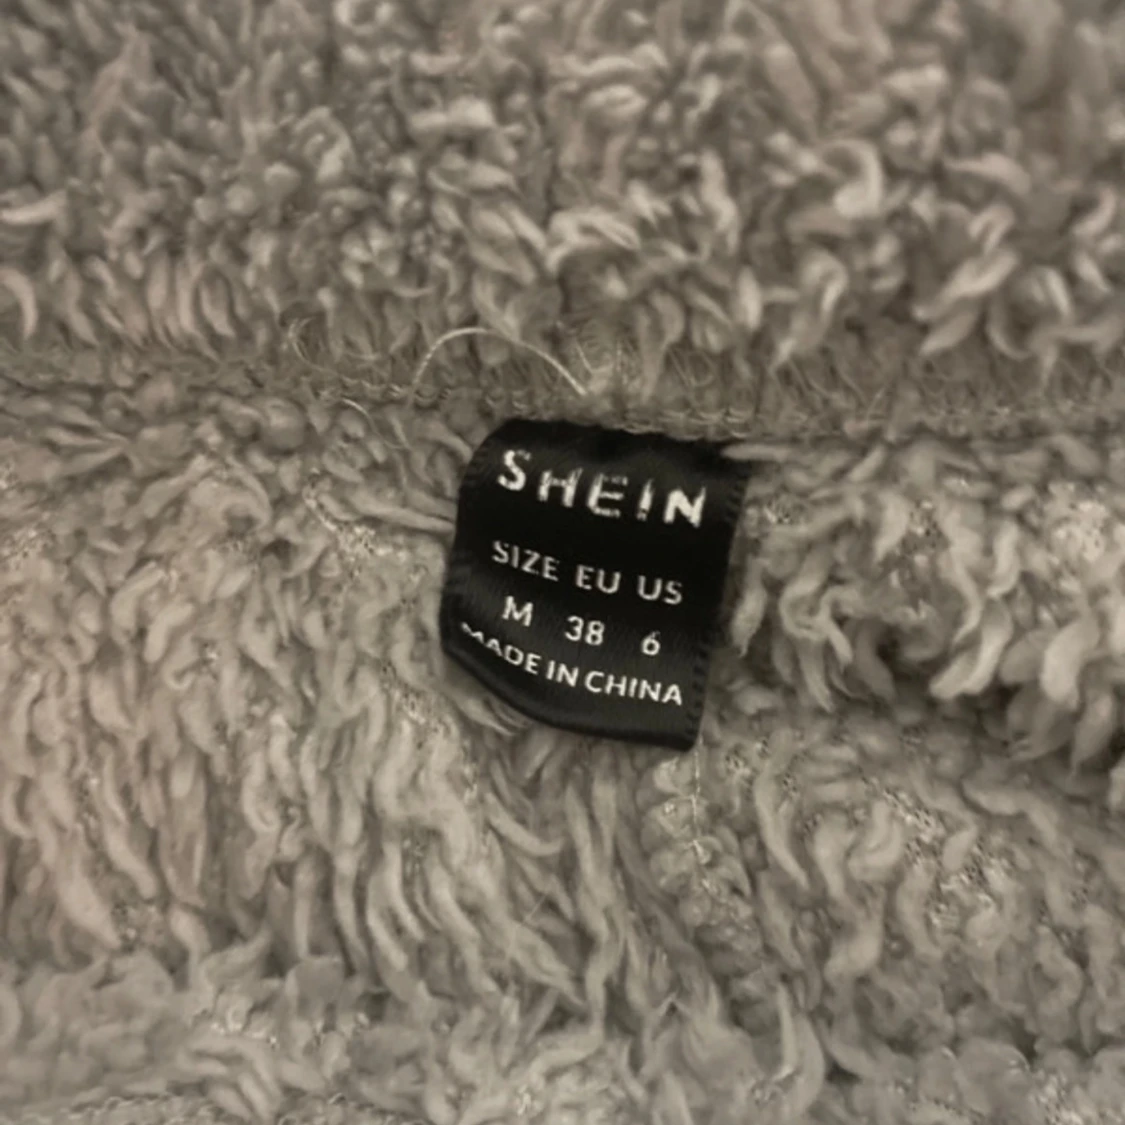 SHEIN
SIZE EU US
M 38 6
MADE IN CHINA